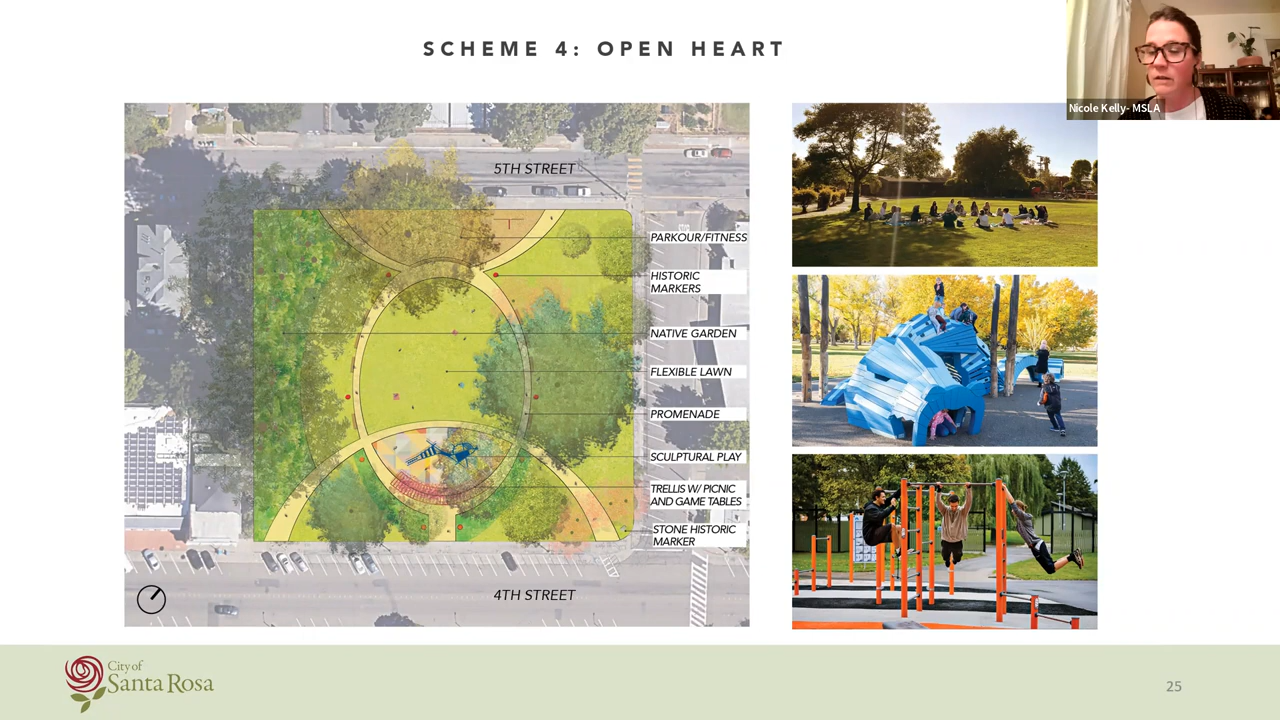 SCHEME 4: OPEN HEART
Nicole Kelly- MSLA
5TH STREET
PARKOUR/FITNESS
HISTORIC
MARKERS
NATIVE GARDEN
FLEXIBLE LAWN
PROMENADE
SCULPTURAL PLAY
TRELLIS W/ PICNIC
AND GAME TABLES
STONE HISTORIC
MARKER
4TH STREET
City of
Santa Rosa
25